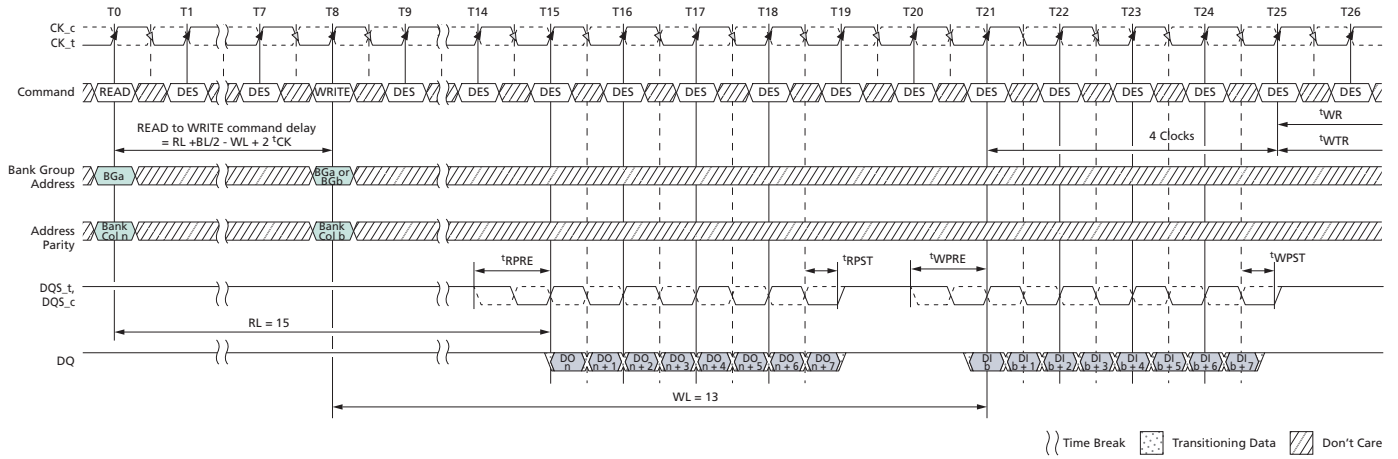 T0 T1 T7 T8 T9 T14 T15 T16 T17 T18 T19 T20 T21 T22 T23 T24 T25 T26
CK_c
CK_t
Command READ DES DES WRITE DES DES DES DES DES DES DES DES DES DES DES DES DES DES
READ to WRITE command delay
= RL +BL/2 - WL + 2 tCK
4 Clocks
tWR
tWTR
Bank Group
Address
BGa
BGa or
BGb
Address
Parity
Bank
Col n
Bank
Col b
tRPRE tRPST tWPRE tWPST
DQS_t,
DQS_c
RL = 15
DQ
DO
n
DO
n + 1
DO
n + 2
DO
n + 3
DO
n + 4
DO
n + 5
DO
n + 6
DO
n + 7
DI
b
DI
b + 1
DI
b + 2
DI
b + 3
DI
b + 4
DI
b + 5
DI
b + 6
DI
b + 7
WL = 13
Time Break Transitioning Data Don't Care